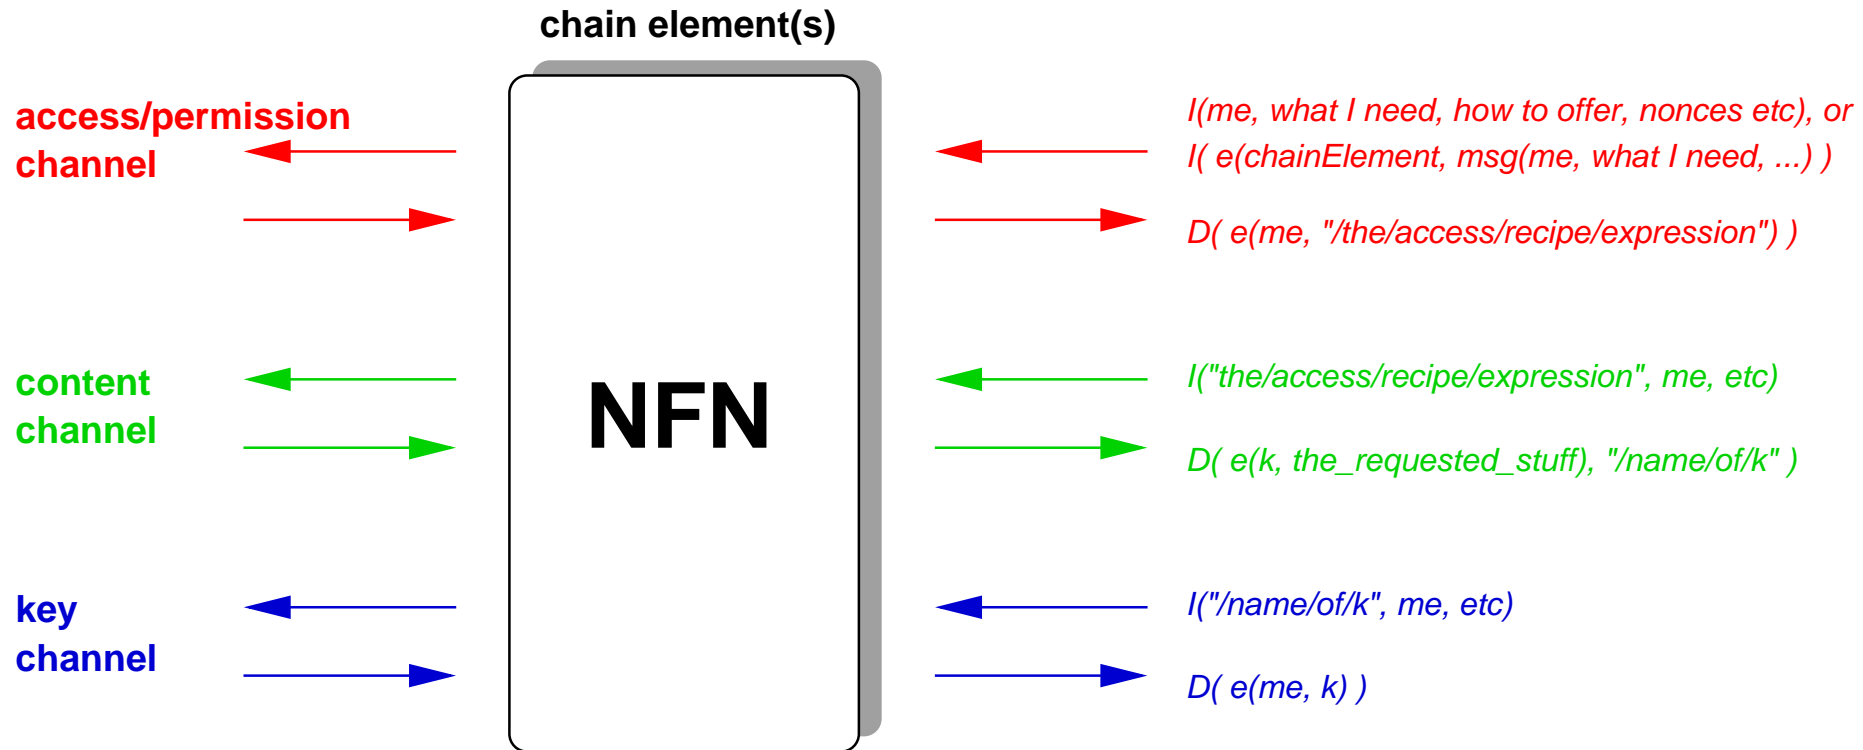 chain element(s)
access/permission
channel
I(me, what I need, how to offer, nonces etc), or
I( e(chainElement, msg(me, what I need, ...) )
D( e(me, "/the/access/recipe/expression") )
content
channel
NFN
I("the/access/recipe/expression", me, etc)
D( e(k, the_requested_stuff), "/name/of/k" )
key
channel
I("/name/of/k", me, etc)
D( e(me, k) )